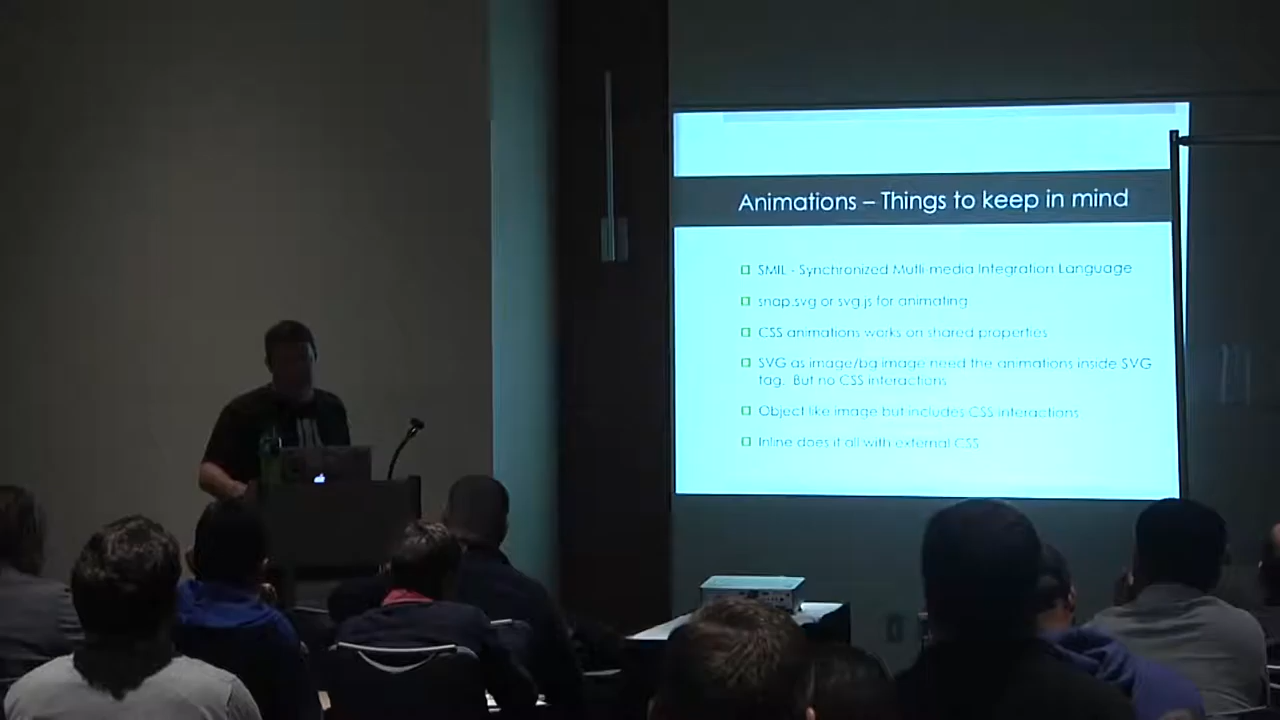 Animations – Things to keep in mind
SMIL - Synchronized Mutli media Integration Language
snap.svg or svg.js for animating
CSS animations works on shared properties
SVG as image/bg image need the animations inside SVG
tag. But no CSS interactions
Object like image but includes CSS interactions
Inline does it all with external CSS